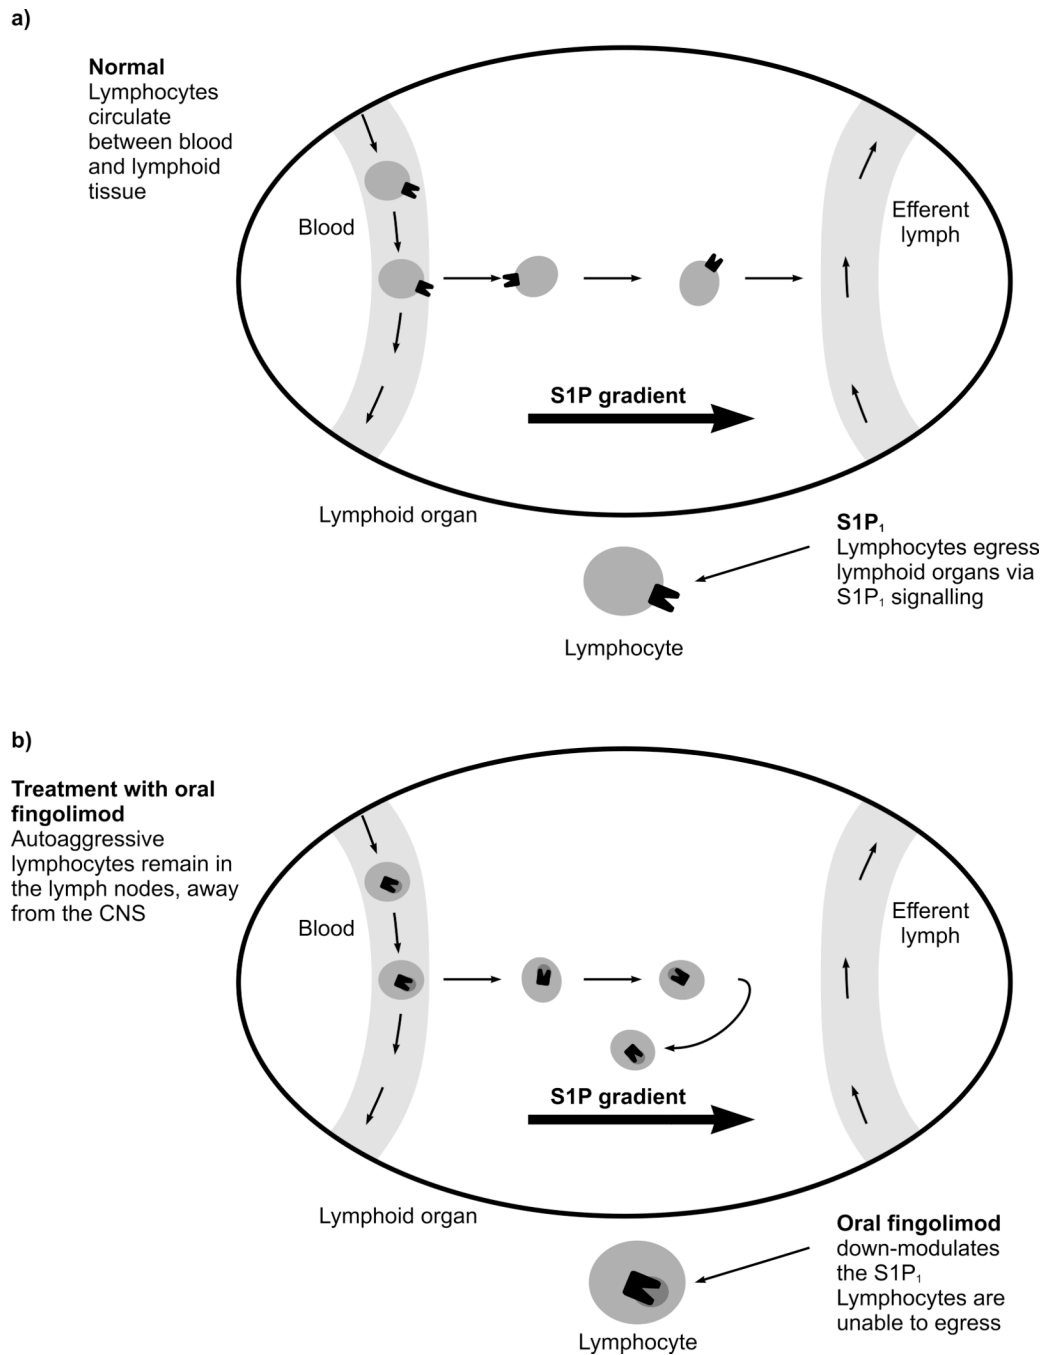 a)
Normal
Lymphocytes
circulate
between blood
and lymphoid
tissue
Blood
Efferent
lymph
S1P gradient
Lymphoid organ
S1P₁
Lymphocytes egress
lymphoid organs via
S1P₁ signalling
Lymphocyte
b)
Treatment with oral
fingolimod
Autoaggressive
lymphocytes remain in
the lymph nodes, away
from the CNS
Blood
Efferent
lymph
S1P gradient
Lymphoid organ
Oral fingolimod
down-modulates
the S1P₁
Lymphocytes are
unable to egress
Lymphocyte